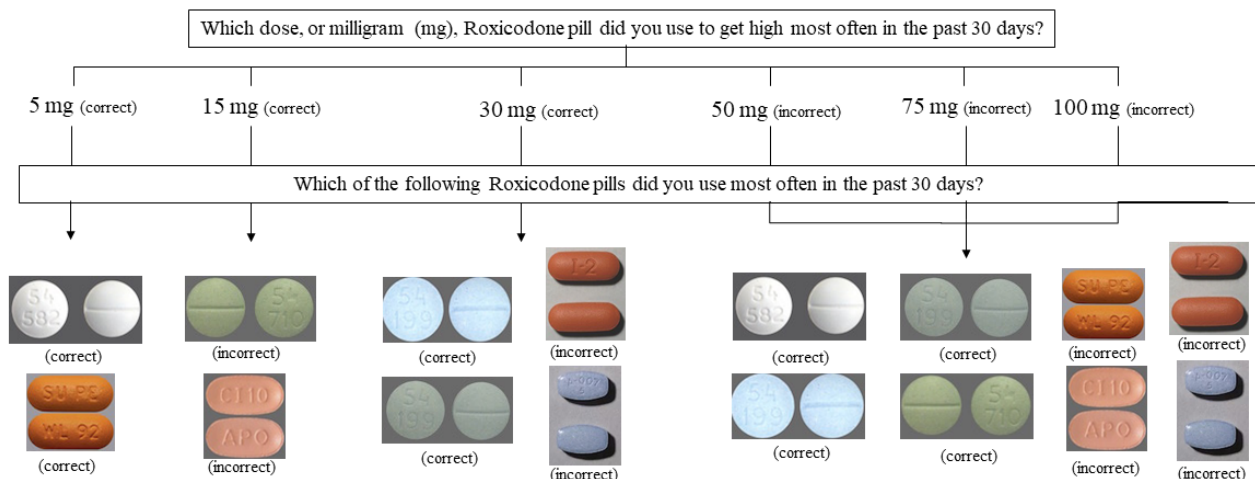 Which dose, or milligram (mg), Roxicodone pill did you use to get high most often in the past 30 days?
5 mg (correct)
15 mg (correct)
30 mg (correct)
50 mg (incorrect)
75 mg (incorrect)
100 mg (incorrect)
Which of the following Roxicodone pills did you use most often in the past 30 days?
54
582
(correct)
54
710
(incorrect)
54
199
(correct)
I-2
(incorrect)
54
582
(correct)
54
199
(correct)
SU PE
WL 92
(incorrect)
I-2
(incorrect)
SU PE
WL 92
(correct)
CI10
APO
(incorrect)
54
199
(correct)
(incorrect)
54
199
(correct)
54
710
(correct)
CI10
APO
(incorrect)
(incorrect)